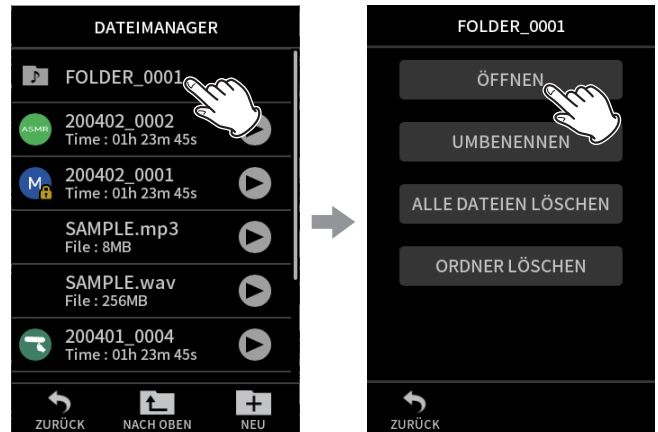 DATEIMANAGER
FOLDER_0001
ASMR
200402_0002
Time : 01h 23m 45s
M
200402_0001
Time : 01h 23m 45s
SAMPLE.mp3
File : 8MB
SAMPLE.wav
File : 256MB
200401_0004
Time : 01h 23m 45s
ZURÜCK
NACH OBEN
NEU
FOLDER_0001
ÖFFNEN
UMBENENNEN
ALLE DATEIEN LÖSCHEN
ORDNER LÖSCHEN
ZURÜCK